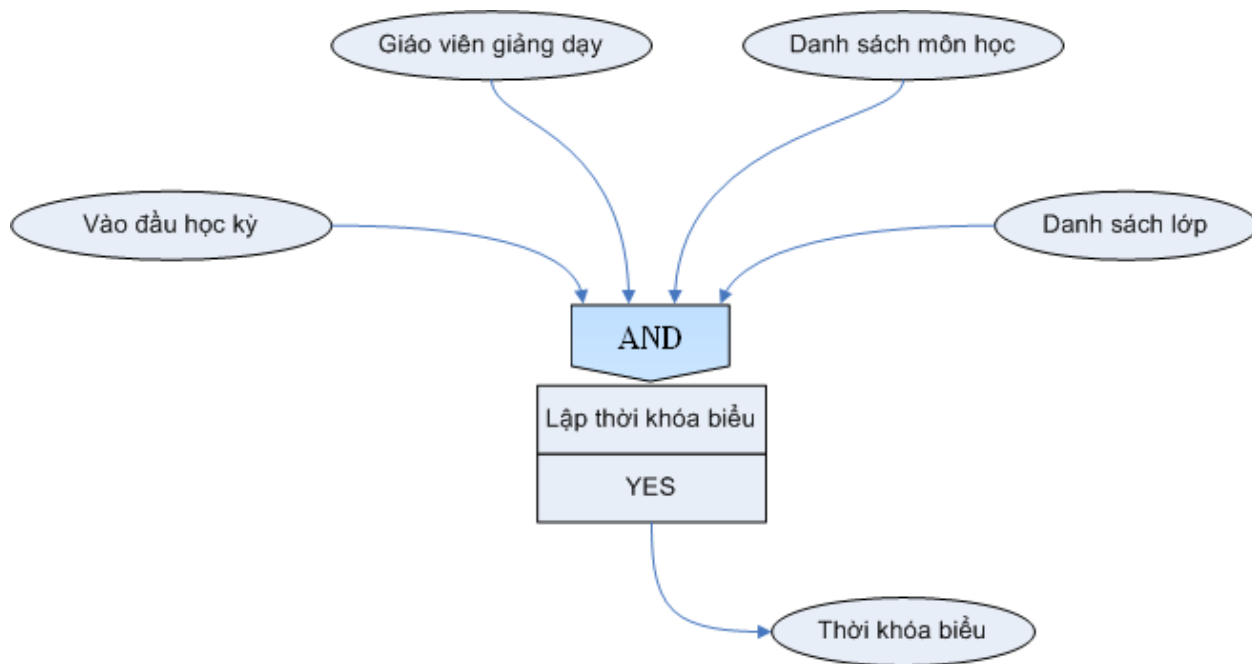 Giáo viên giảng dạy
Danh sách môn học
Vào đầu học kỳ
Danh sách lớp
AND
Lập thời khóa biểu
YES
Thời khóa biểu